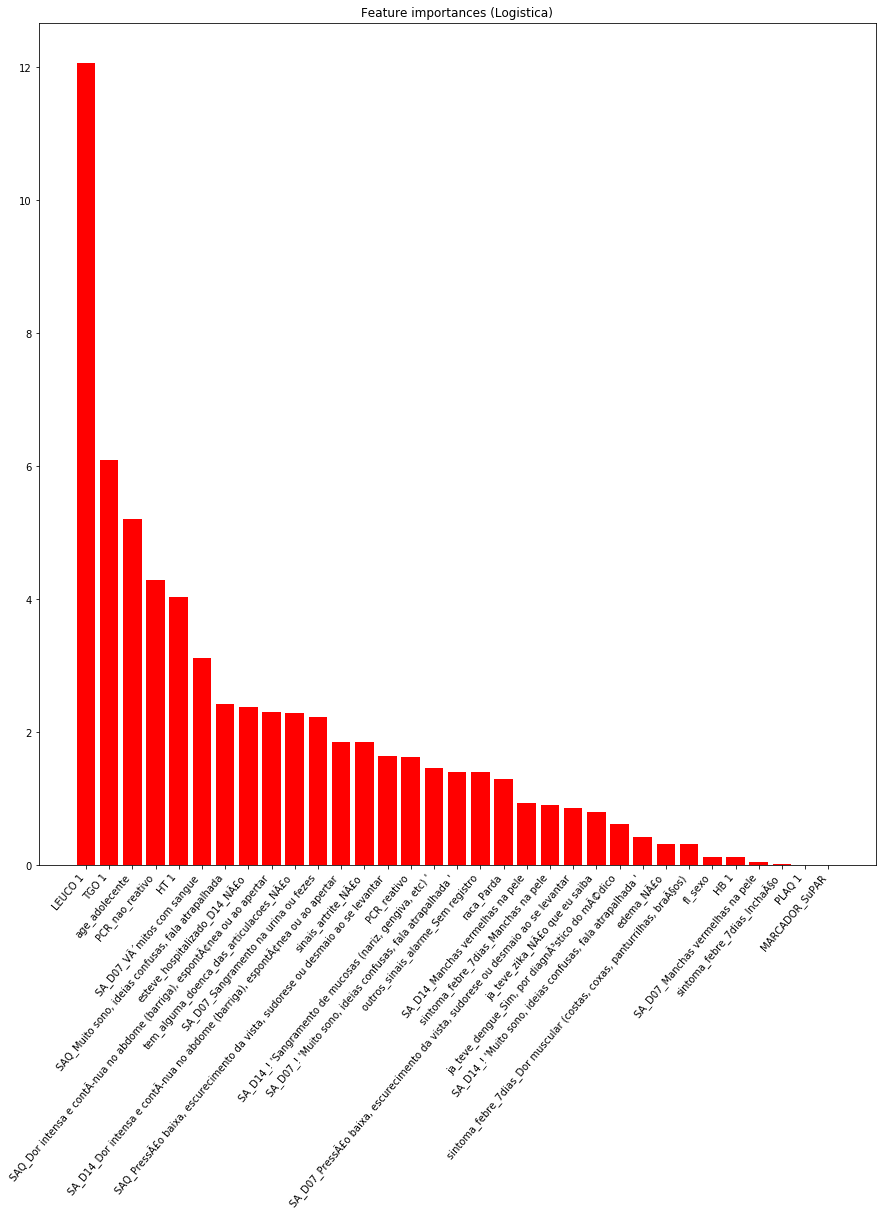 Feature importances (Logistica)
12
10
8
6
4
2
0
LEUCO 1
TGO 1
age_adolecente
PCR_nao_reativo
HT 1
SA_D07_VÃ´mitos com sangue
SAQ_Muito sono, ideias confusas, fala atrapalhada
esteve_hospitalizado_D14_NÃ£o
SAQ_Dor intensa e contÃ­nua no abdome (barriga), espontÃ¢nea ou ao apertar
tem_alguma_doenca_das_articulacoes_NÃ£o
SA_D07_Sangramento na urina ou fezes
SA_D14_Dor intensa e contÃ­nua no abdome (barriga), espontÃ¢nea ou ao apertar
sinais_artrite_NÃ£o
SAQ_PressÃ£o baixa, escurecimento da vista, sudorese ou desmaio ao se levantar
PCR_reativo
SA_D14_! 'Sangramento de mucosas (nariz, gengiva, etc) '
SA_D07_! 'Muito sono, ideias confusas, fala atrapalhada '
outros_sinais_alarme_Sem registro
raca_Parda
SA_D14_Manchas vermelhas na pele
sintoma_febre_7dias_Manchas na pele
SA_D07_PressÃ£o baixa, escurecimento da vista, sudorese ou desmaio ao se levantar
ja_teve_zika_NÃ£o que eu saiba
ja_teve_dengue_Sim, por diagnÃ³stico do mÃ©dico
SA_D14_! 'Muito sono, ideias confusas, fala atrapalhada '
edema_NÃ£o
sintoma_febre_7dias_Dor muscular (costas, coxas, panturrilhas, braÃ§os)
fl_sexo
HB 1
SA_D07_Manchas vermelhas na pele
sintoma_febre_7dias_InchaÃ§o
PLAQ 1
MARCADOR_SuPAR